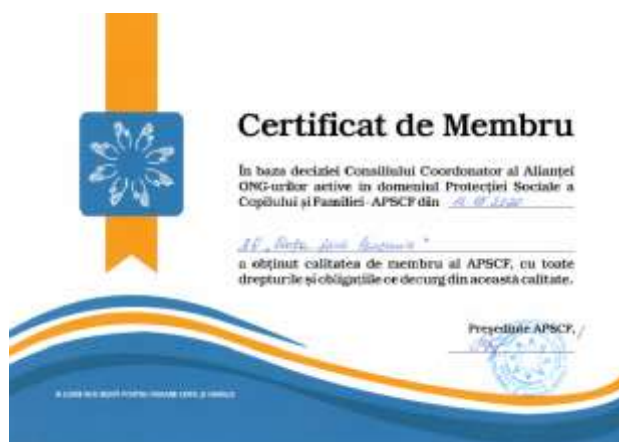 Certificat de Membru
În baza deciziei Consiliului Coordonator al Alianței
ONG-urilor active în domeniul Protecției Sociale a
Copilului și Familiei - APSCF din
a obținut calitatea de membru al APSCF, cu toate
drepturile și obligațiile ce decurg din această calitate.
Președinte APSCF,